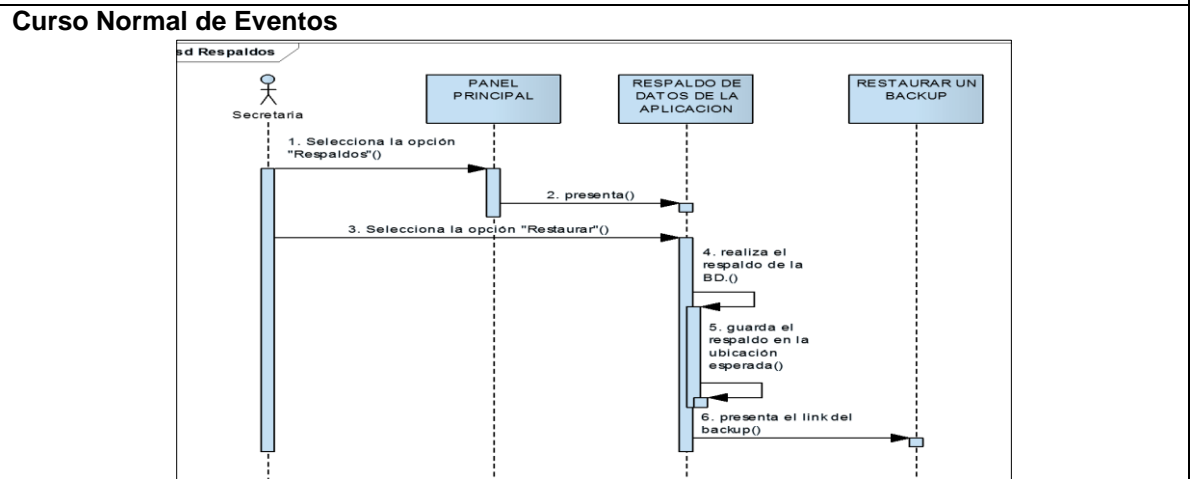 Curso Normal de Eventos
sd Respaldos
Secretaria
PANEL
PRINCIPAL
RESPALDO DE
DATOS DE LA
APLICACION
RESTAURAR UN
BACKUP
1. Selecciona la opción
"Respaldos"()
2. presenta()
3. Selecciona la opción "Restaurar"()
4. realiza el
respaldo de la
BD.()
5. guarda el
respaldo en la
ubicación
esperada()
6. presenta el link del
backup()